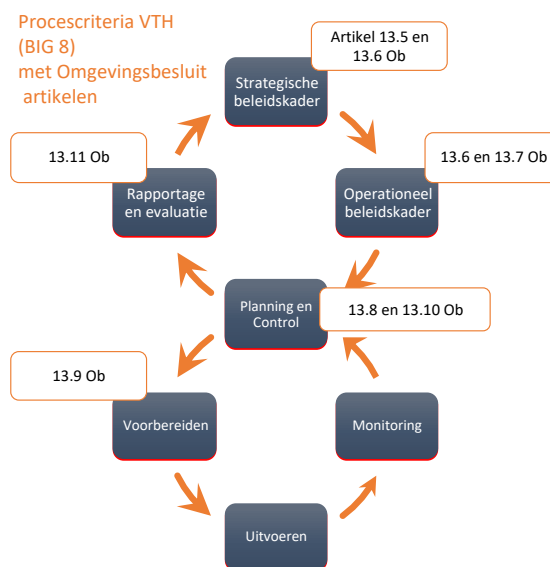 Procescriteria VTH
(BIG 8)
met Omgevingsbesluit
artikelen
Artikel 13.5 en
13.6 Ob
Strategische
beleidskader
13.11 Ob
13.6 en 13.7 Ob
Rapportage
en evaluatie
Operationeel
beleidskader
Planning en
Control
13.8 en 13.10 Ob
13.9 Ob
Voorbereiden
Monitoring
Uitvoeren